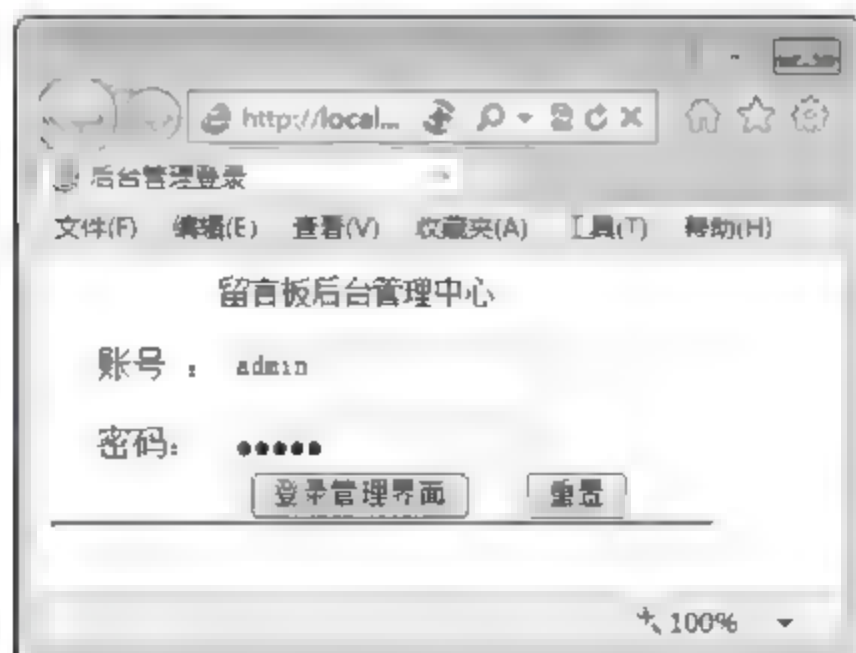 http://local...
后台管理登录
文件(F) 编辑(E) 查看(V) 收藏夹(A) 工具(T) 帮助(H)
留言板后台管理中心
账号 : admin
密码: ●●●●●
登录管理界面 重置
100%